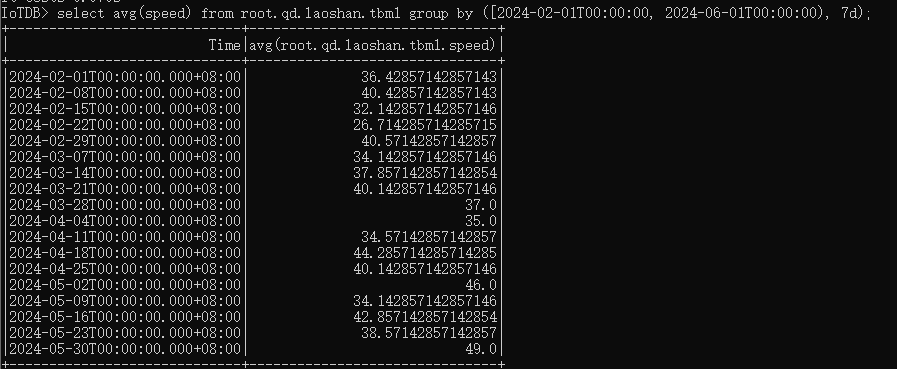 IoTDB> select avg(speed) from root.qd.laoshan.tbml group by ([2024-02-01T00:00:00, 2024-06-01T00:00:00), 7d);
+-----------------------------+------------------------------+
|                         Time|avg(root.qd.laoshan.tbml.speed)|
+-----------------------------+------------------------------+
|2024-02-01T00:00:00.000+08:00|             36.42857142857143|
|2024-02-08T00:00:00.000+08:00|             40.42857142857143|
|2024-02-15T00:00:00.000+08:00|            32.142857142857146|
|2024-02-22T00:00:00.000+08:00|            26.714285714285715|
|2024-02-29T00:00:00.000+08:00|             40.57142857142857|
|2024-03-07T00:00:00.000+08:00|            34.142857142857146|
|2024-03-14T00:00:00.000+08:00|            37.857142857142854|
|2024-03-21T00:00:00.000+08:00|            40.142857142857146|
|2024-03-28T00:00:00.000+08:00|                          37.0|
|2024-04-04T00:00:00.000+08:00|                          35.0|
|2024-04-11T00:00:00.000+08:00|             34.57142857142857|
|2024-04-18T00:00:00.000+08:00|            44.285714285714285|
|2024-04-25T00:00:00.000+08:00|            40.142857142857146|
|2024-05-02T00:00:00.000+08:00|                          46.0|
|2024-05-09T00:00:00.000+08:00|            34.142857142857146|
|2024-05-16T00:00:00.000+08:00|            42.857142857142854|
|2024-05-23T00:00:00.000+08:00|             38.57142857142857|
|2024-05-30T00:00:00.000+08:00|                          49.0|
+-----------------------------+------------------------------+